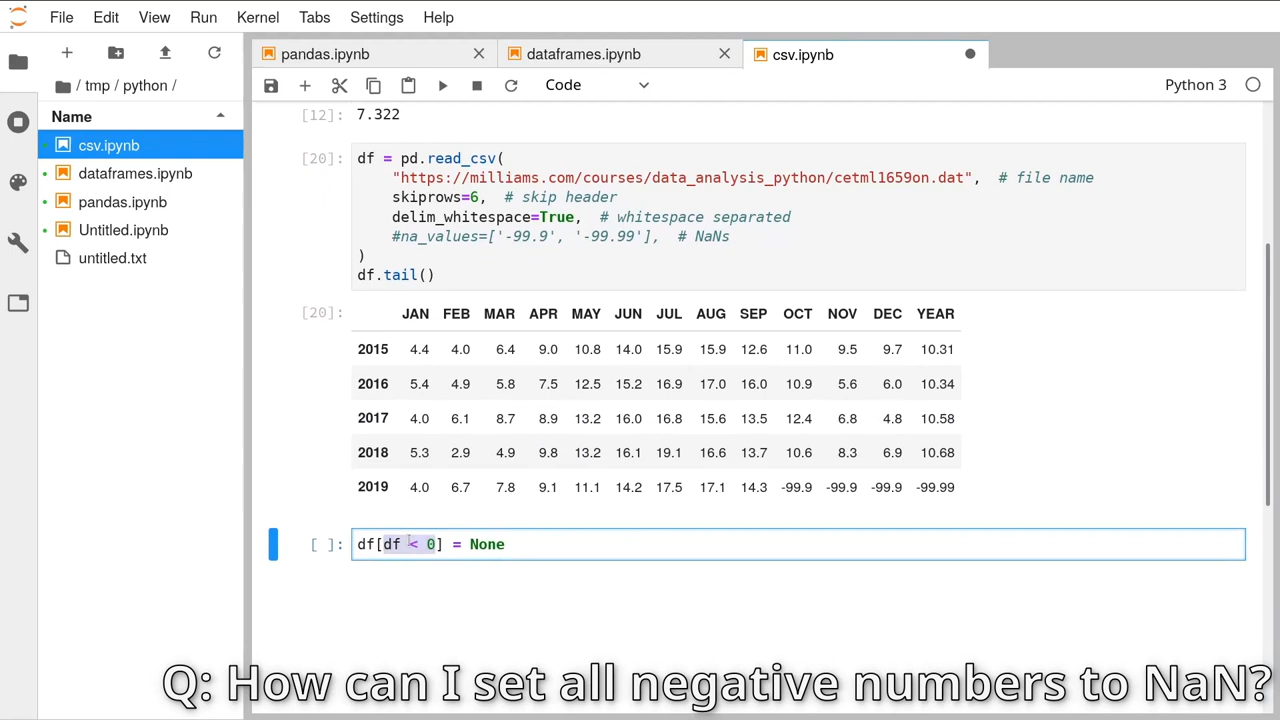 File Edit View Run Kernel Tabs Settings Help
pandas.ipynb dataframes.ipynb csv.ipynb
/ tmp / python /
Code Python 3
Name
csv.ipynb
dataframes.ipynb
pandas.ipynb
Untitled.ipynb
untitled.txt
[12]: 7.322
[20]: df = pd.read_csv(
"https://milliams.com/courses/data_analysis_python/cetml1659on.dat", # file name
skiprows=6, # skip header
delim_whitespace=True, # whitespace separated
#na_values=['-99.9', '-99.99'], # NaNs
)
df.tail()
[20]: JAN FEB MAR APR MAY JUN JUL AUG SEP OCT NOV DEC YEAR
2015 4.4 4.0 6.4 9.0 10.8 14.0 15.9 15.9 12.6 11.0 9.5 9.7 10.31
2016 5.4 4.9 5.8 7.5 12.5 15.2 16.9 17.0 16.0 10.9 5.6 6.0 10.34
2017 4.0 6.1 8.7 8.9 13.2 16.0 16.8 15.6 13.5 12.4 6.8 4.8 10.58
2018 5.3 2.9 4.9 9.8 13.2 16.1 19.1 16.6 13.7 10.6 8.3 6.9 10.68
2019 4.0 6.7 7.8 9.1 11.1 14.2 17.5 17.1 14.3 -99.9 -99.9 -99.9 -99.99
[ ]: df[df < 0] = None
Q: How can I set all negative numbers to NaN?